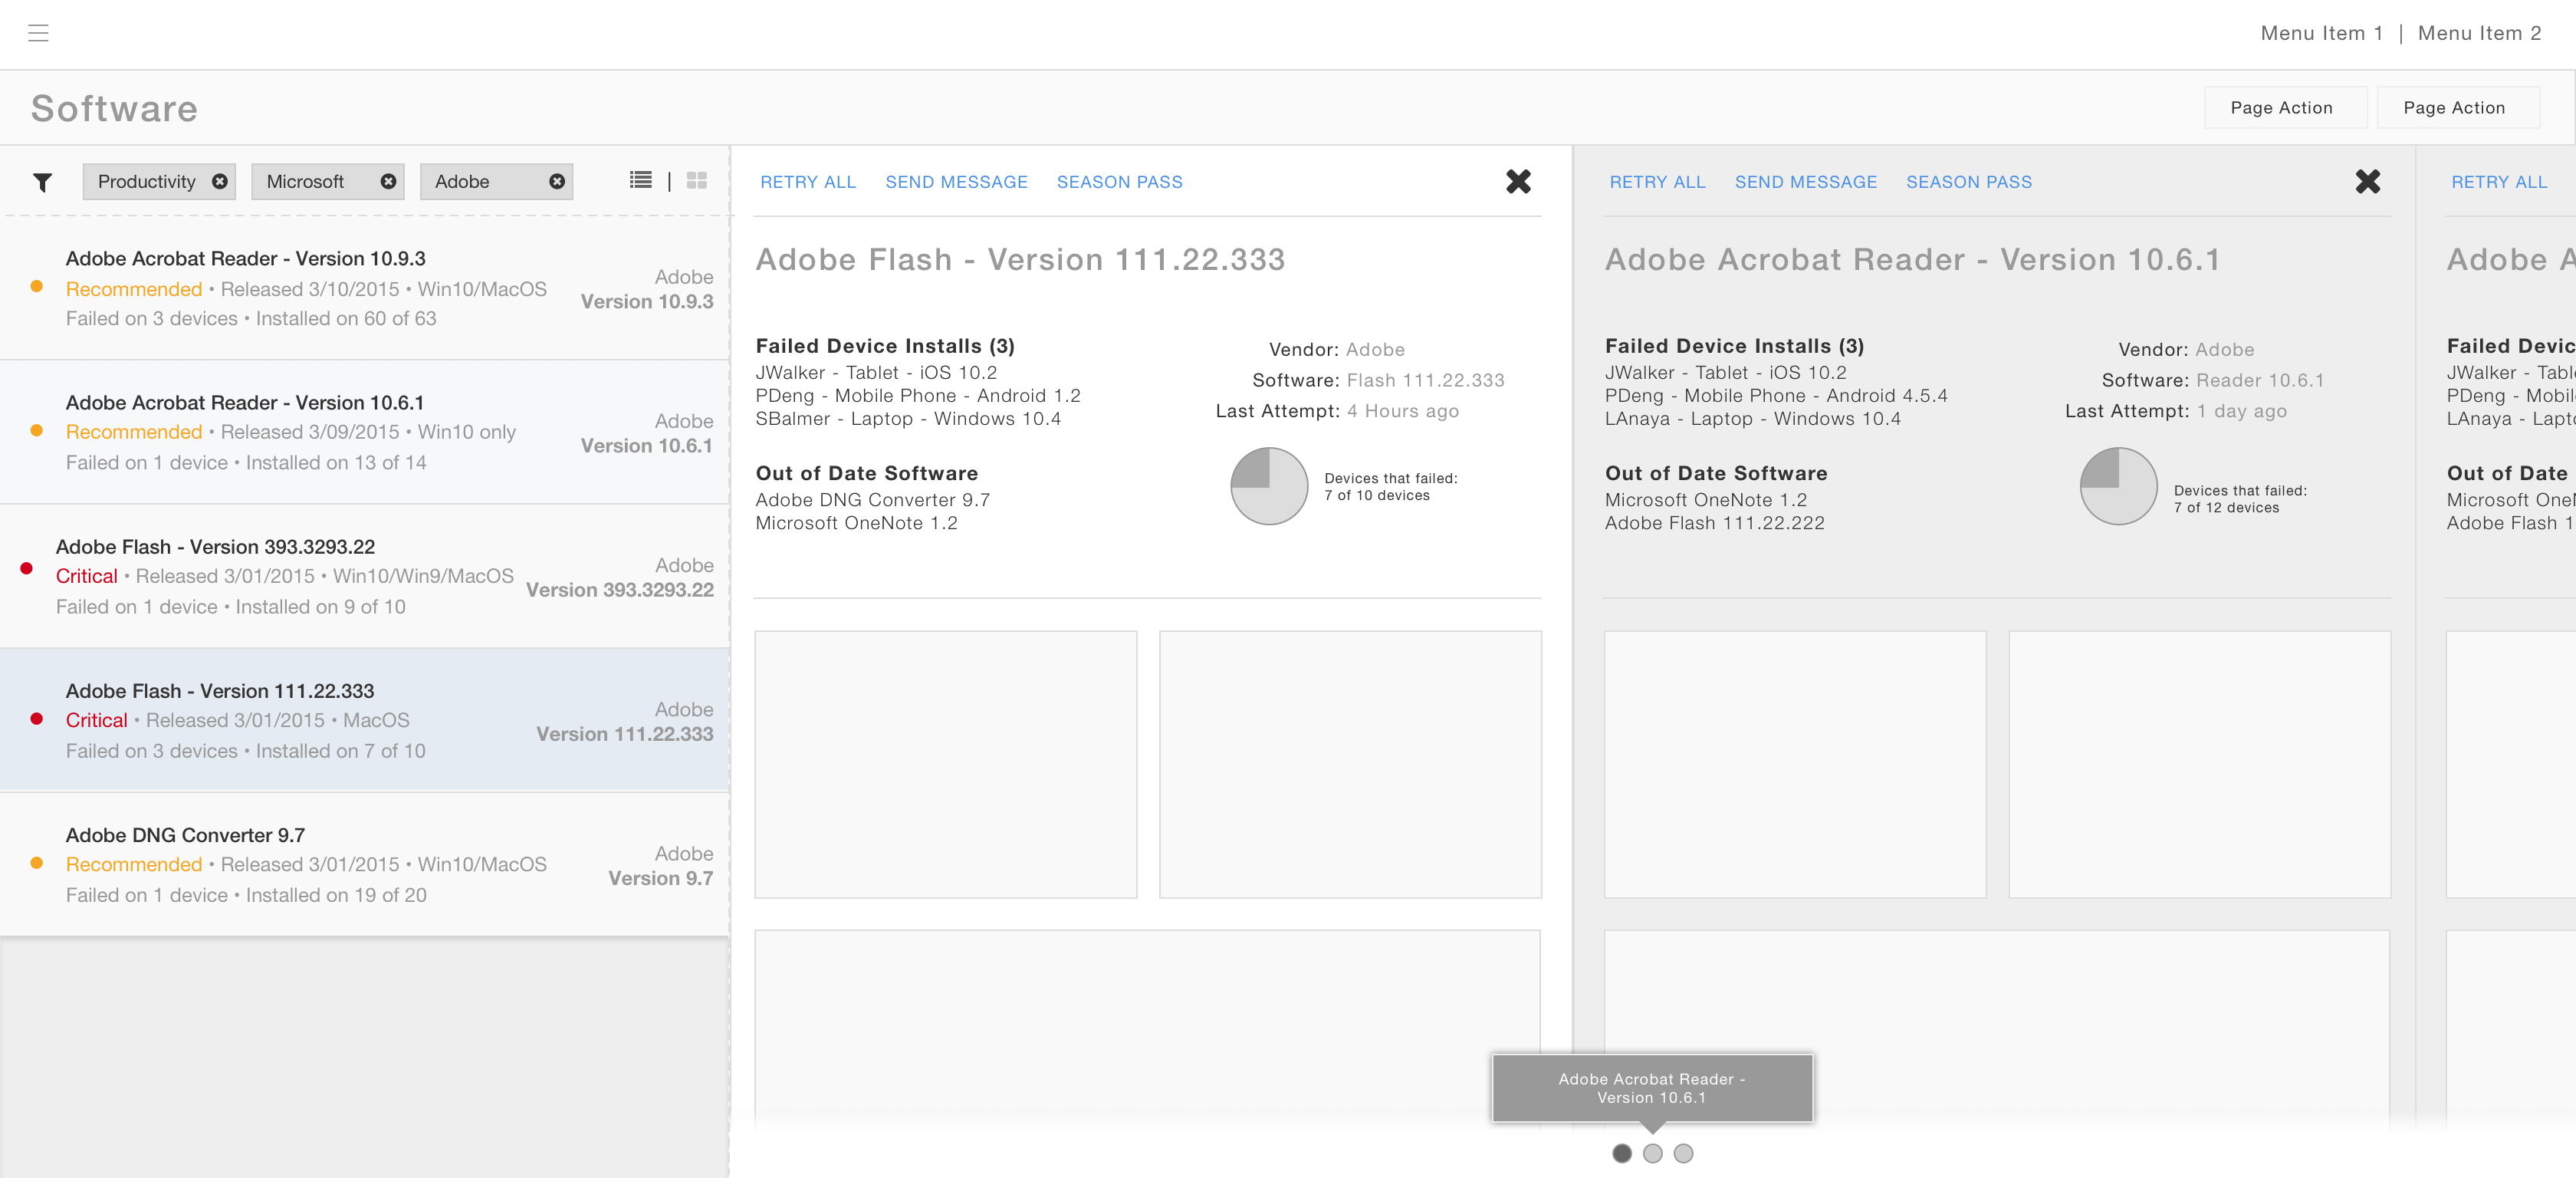 Menu Item 1 | Menu Item 2
Software
Page Action
Page Action
Productivity
Microsoft
Adobe
|
Adobe Acrobat Reader - Version 10.9.3
Recommended • Released 3/10/2015 • Win10/MacOS
Failed on 3 devices • Installed on 60 of 63
Adobe
Version 10.9.3
Adobe Acrobat Reader - Version 10.6.1
Recommended • Released 3/09/2015 • Win10 only
Failed on 1 device • Installed on 13 of 14
Adobe
Version 10.6.1
Adobe Flash - Version 393.3293.22
Critical • Released 3/01/2015 • Win10/Win9/MacOS
Failed on 1 device • Installed on 9 of 10
Adobe
Version 393.3293.22
Adobe Flash - Version 111.22.333
Critical • Released 3/01/2015 • MacOS
Failed on 3 devices • Installed on 7 of 10
Adobe
Version 111.22.333
Adobe DNG Converter 9.7
Recommended • Released 3/01/2015 • Win10/MacOS
Failed on 1 device • Installed on 19 of 20
Adobe
Version 9.7
RETRY ALL SEND MESSAGE SEASON PASS
Adobe Flash - Version 111.22.333
Failed Device Installs (3)
JWalker - Tablet - iOS 10.2
PDeng - Mobile Phone - Android 1.2
SBalmer - Laptop - Windows 10.4
Out of Date Software
Adobe DNG Converter 9.7
Microsoft OneNote 1.2
Vendor: Adobe
Software: Flash 111.22.333
Last Attempt: 4 Hours ago
Devices that failed:
7 of 10 devices
RETRY ALL SEND MESSAGE SEASON PASS
Adobe Acrobat Reader - Version 10.6.1
Failed Device Installs (3)
JWalker - Tablet - iOS 10.2
PDeng - Mobile Phone - Android 4.5.4
LAnaya - Laptop - Windows 10.4
Out of Date Software
Microsoft OneNote 1.2
Adobe Flash 111.22.222
Vendor: Adobe
Software: Reader 10.6.1
Last Attempt: 1 day ago
Devices that failed:
7 of 12 devices
RETRY ALL
Adobe
Failed
JWalker -
PDeng -
LAnaya -
Out of Date
Microsoft
Adobe Flash
Adobe Acrobat Reader -
Version 10.6.1